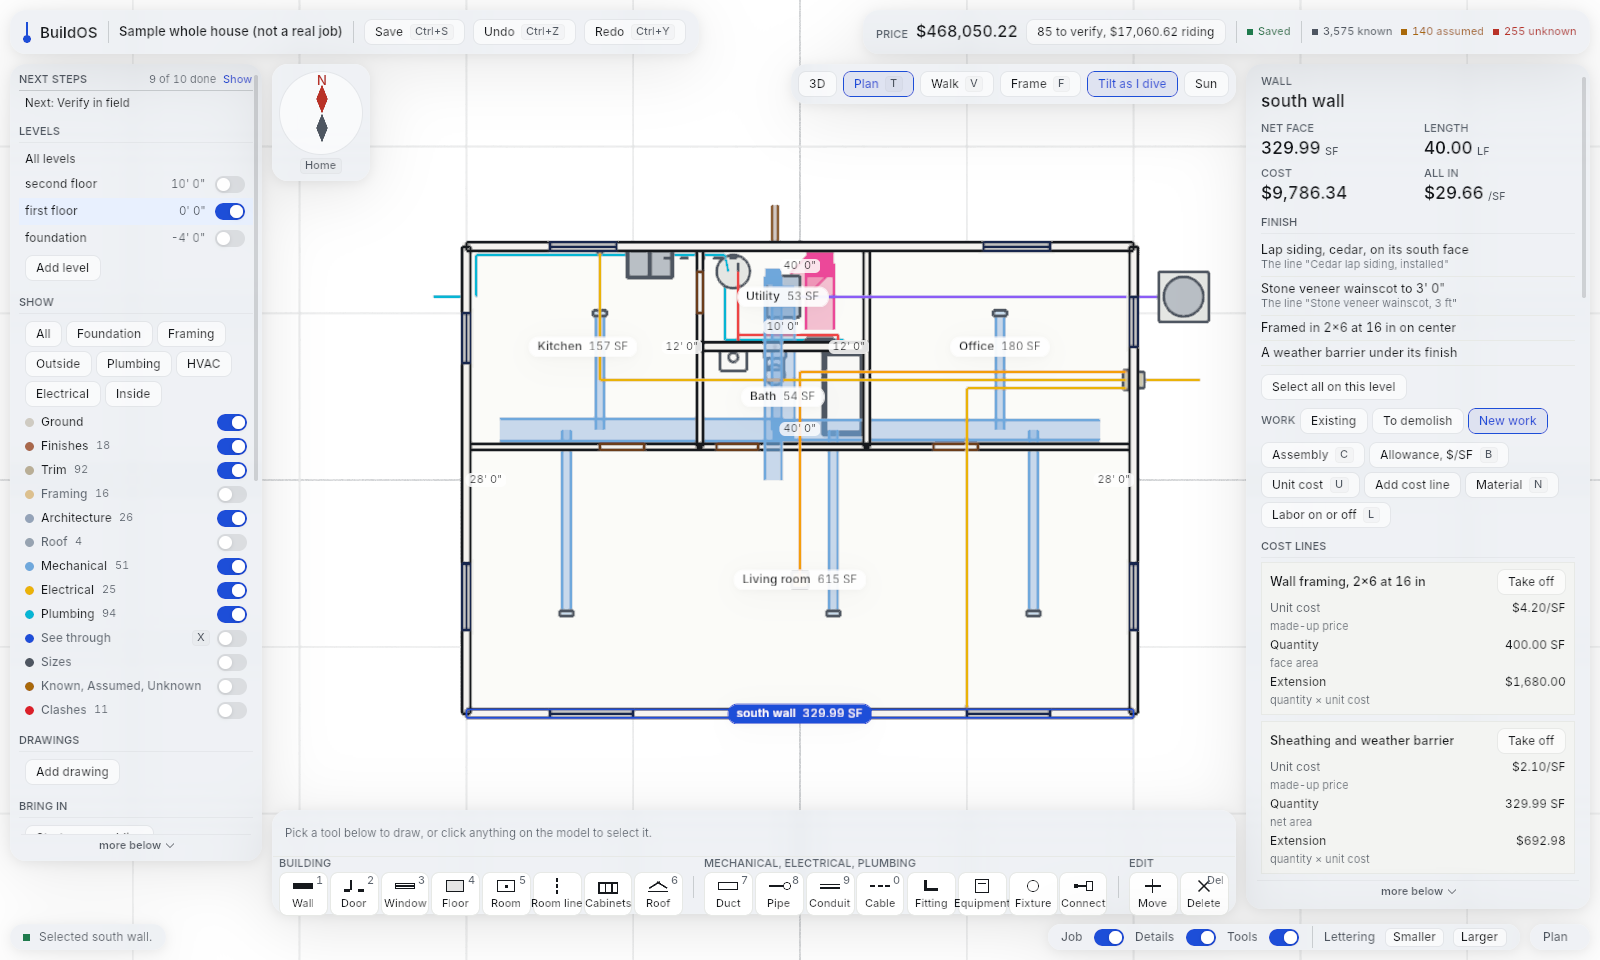 BuildOS
Sample whole house (not a real job)
Save Ctrl+S
Undo Ctrl+Z
Redo Ctrl+Y
PRICE $468,050.22
85 to verify, $17,060.62 riding
Saved
3,575 known
140 assumed
255 unknown
NEXT STEPS 9 of 10 done Show
Next: Verify in field
LEVELS
All levels
second floor 10' 0"
first floor 0' 0"
foundation -4' 0"
Add level
SHOW
All Foundation Framing
Outside Plumbing HVAC
Electrical Inside
Ground
Finishes 18
Trim 92
Framing 16
Architecture 26
Roof 4
Mechanical 51
Electrical 25
Plumbing 94
See through X
Sizes
Known, Assumed, Unknown
Clashes 11
DRAWINGS
Add drawing
BRING IN
more below
N
Home
3D
Plan T
Walk V
Frame F
Tilt as I dive
Sun
40' 0"
Utility 53 SF
10' 0"
Kitchen 157 SF
12' 0"
12' 0"
Office 180 SF
Bath 54 SF
40' 0"
28' 0"
28' 0"
Living room 615 SF
south wall 329.99 SF
WALL
south wall
NET FACE LENGTH
329.99 SF 40.00 LF
COST ALL IN
$9,786.34 $29.66 /SF
FINISH
Lap siding, cedar, on its south face
The line "Cedar lap siding, installed"
Stone veneer wainscot to 3' 0"
The line "Stone veneer wainscot, 3 ft"
Framed in 2×6 at 16 in on center
A weather barrier under its finish
Select all on this level
WORK Existing To demolish New work
Assembly C Allowance, $/SF B
Unit cost U Add cost line Material N
Labor on or off L
COST LINES
Wall framing, 2×6 at 16 in Take off
Unit cost $4.20/SF
made-up price
Quantity 400.00 SF
face area
Extension $1,680.00
quantity × unit cost
Sheathing and weather barrier Take off
Unit cost $2.10/SF
made-up price
Quantity 329.99 SF
net area
Extension $692.98
quantity × unit cost
more below
Pick a tool below to draw, or click anything on the model to select it.
BUILDING
Wall 1
Door 2
Window 3
Floor 4
Room 5
Room line
Cabinets
Roof 6
MECHANICAL, ELECTRICAL, PLUMBING
Duct 7
Pipe 8
Conduit 9
Cable 0
Fitting
Equipment
Fixture
Connect
EDIT
Move
Delete Del
Selected south wall.
Job Details Tools Lettering Smaller Larger Plan